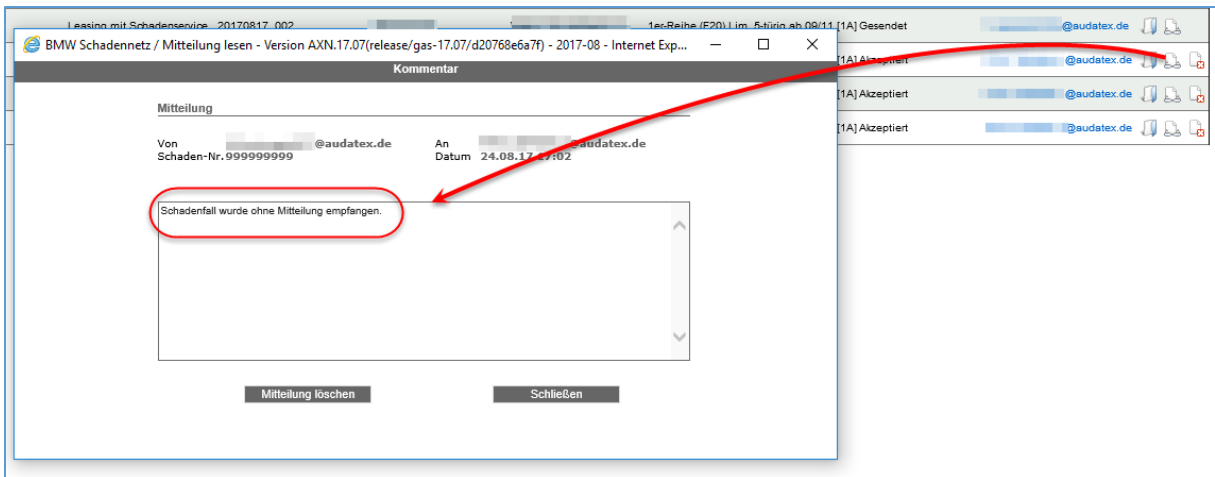 Leasing mit Schadenservice 20170817_002 1er-Reihe (F20) Lim. 5-türig ab 09/11 [1A] Gesendet @audatex.de
BMW Schadennetz / Mitteilung lesen - Version AXN.17.07(release/gas-17.07/d20768e6a7f) - 2017-08 - Internet Exp...
Kommentar
[1A] Akzeptiert @audatex.de
[1A] Akzeptiert @audatex.de
[1A] Akzeptiert @audatex.de
Mitteilung
Von @audatex.de An @audatex.de
Schaden-Nr. 999999999 Datum 24.08.17
Schadenfall wurde ohne Mitteilung empfangen.
Mitteilung löschen Schließen